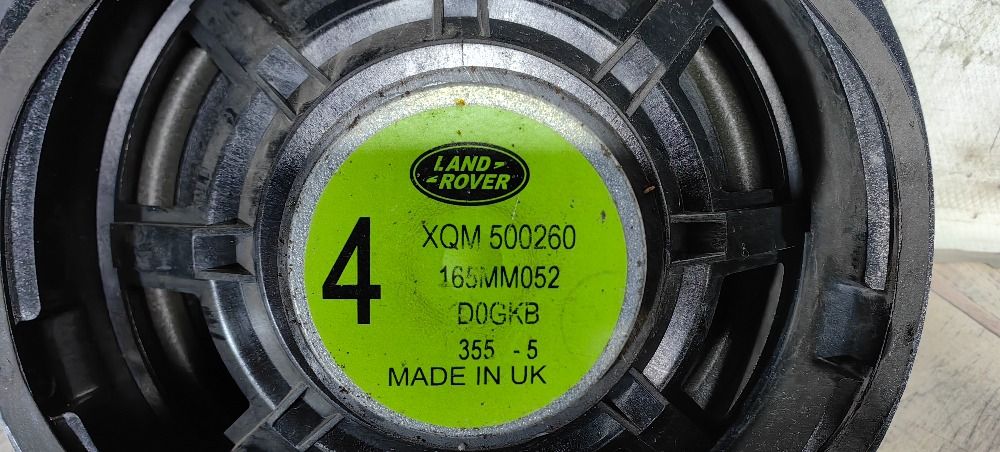 LAND-
-ROVER
4
XQM 500260
165MM052
D0GKB
355 - 5
MADE IN UK